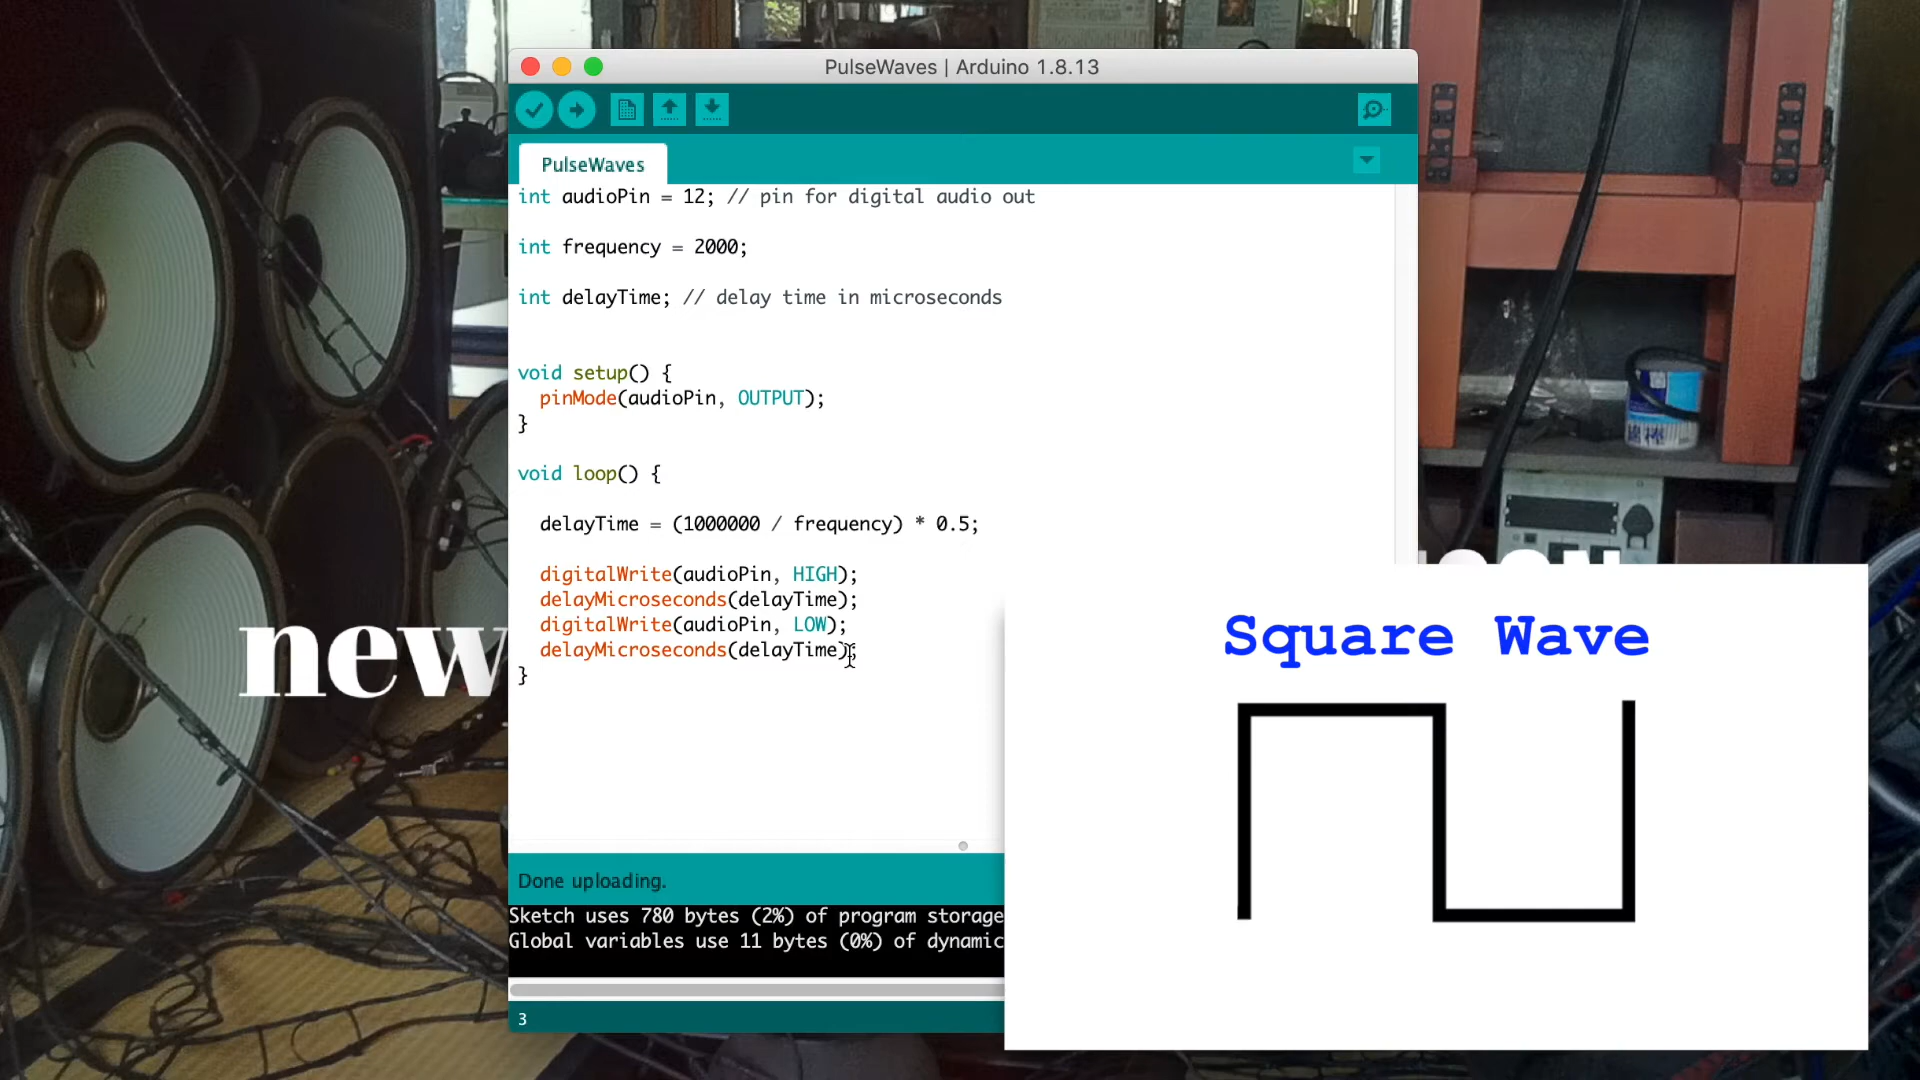 PulseWaves | Arduino 1.8.13
PulseWaves
int audioPin = 12; // pin for digital audio out
int frequency = 2000;
int delayTime; // delay time in microseconds
void setup() {
pinMode(audioPin, OUTPUT);
}
void loop() {
delayTime = (1000000 / frequency) * 0.5;
digitalWrite(audioPin, HIGH);
delayMicroseconds(delayTime);
digitalWrite(audioPin, LOW);
delayMicroseconds(delayTime);
}
new
Square Wave
Done uploading.
Sketch uses 780 bytes (2%) of program storage
Global variables use 11 bytes (0%) of dynamic
3